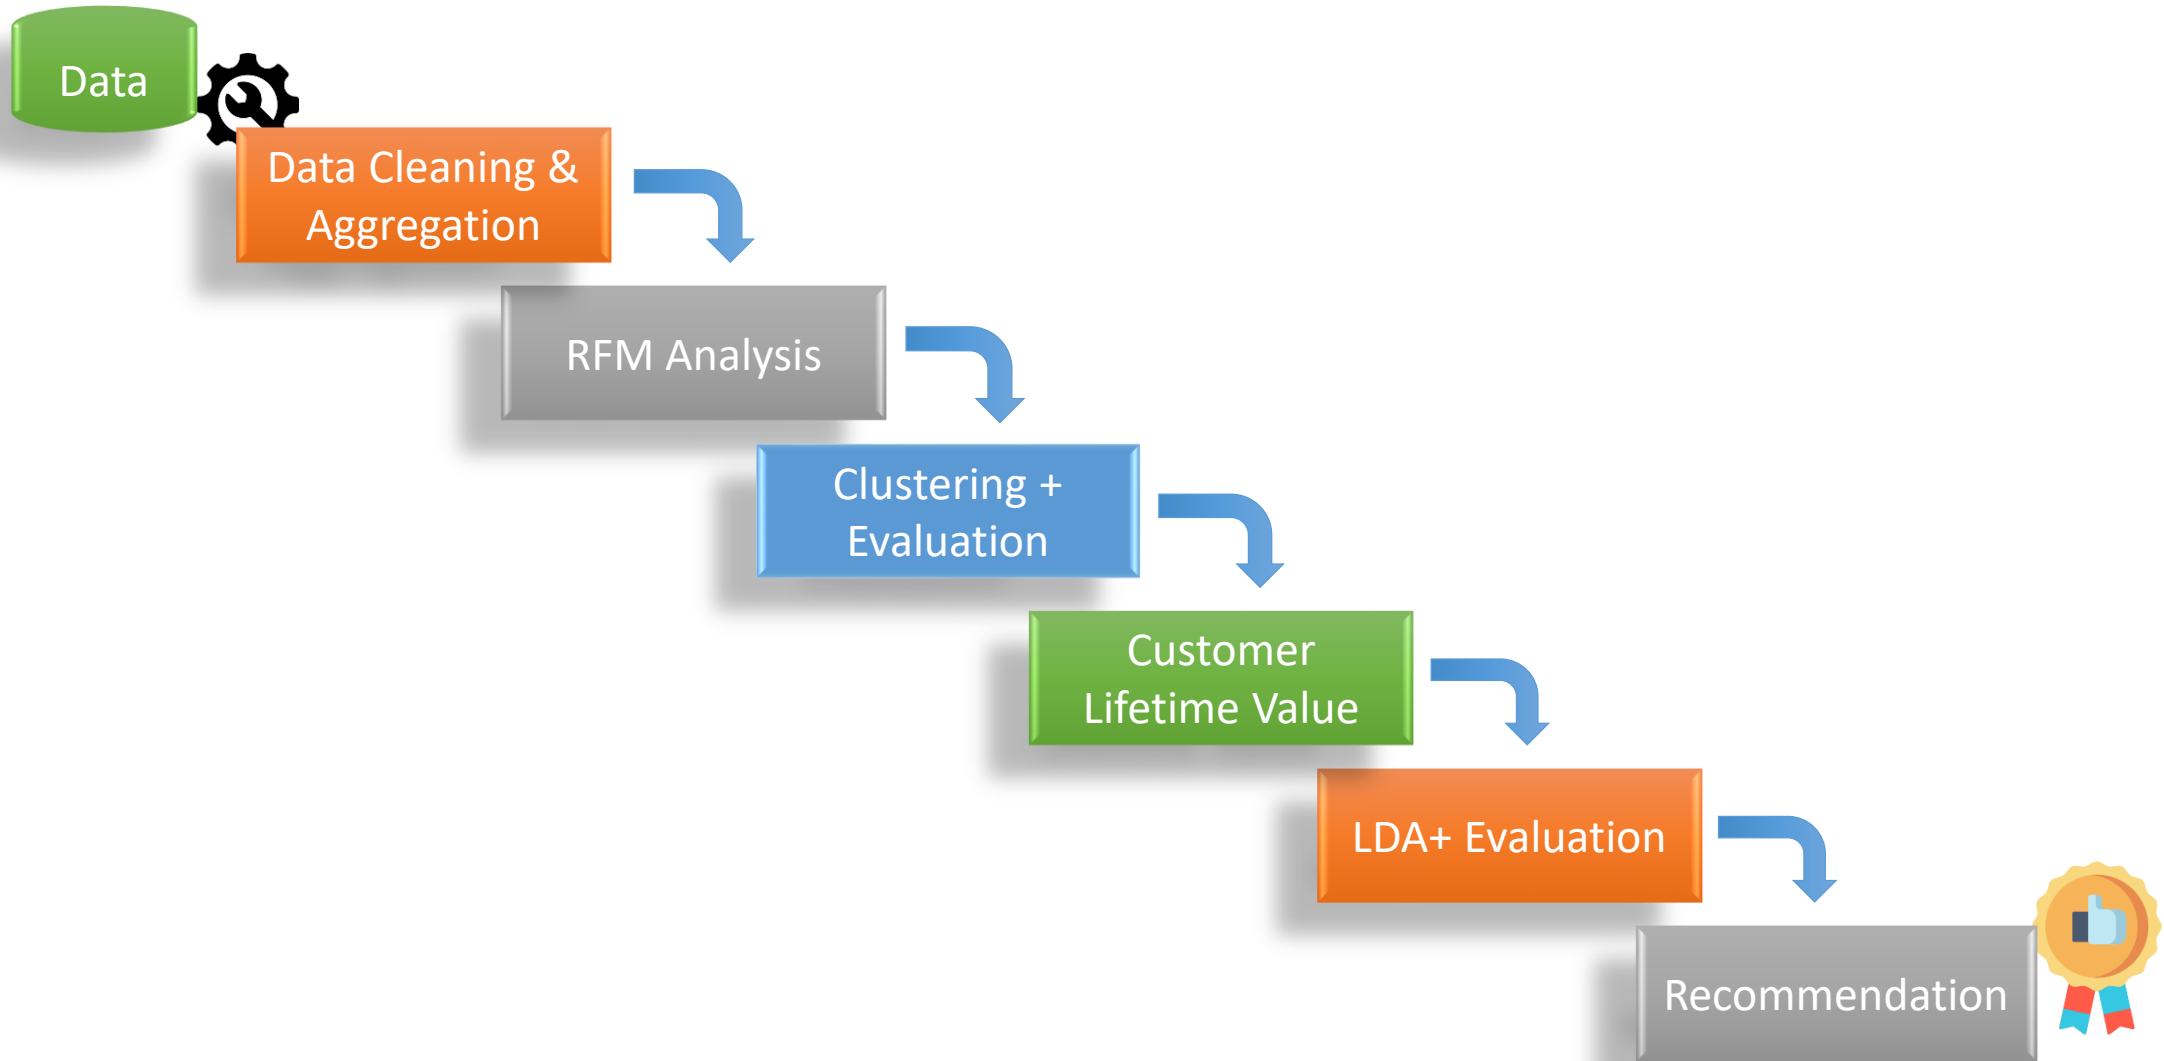 Data
Data Cleaning &
Aggregation
RFM Analysis
Clustering +
Evaluation
Customer
Lifetime Value
LDA+ Evaluation
Recommendation